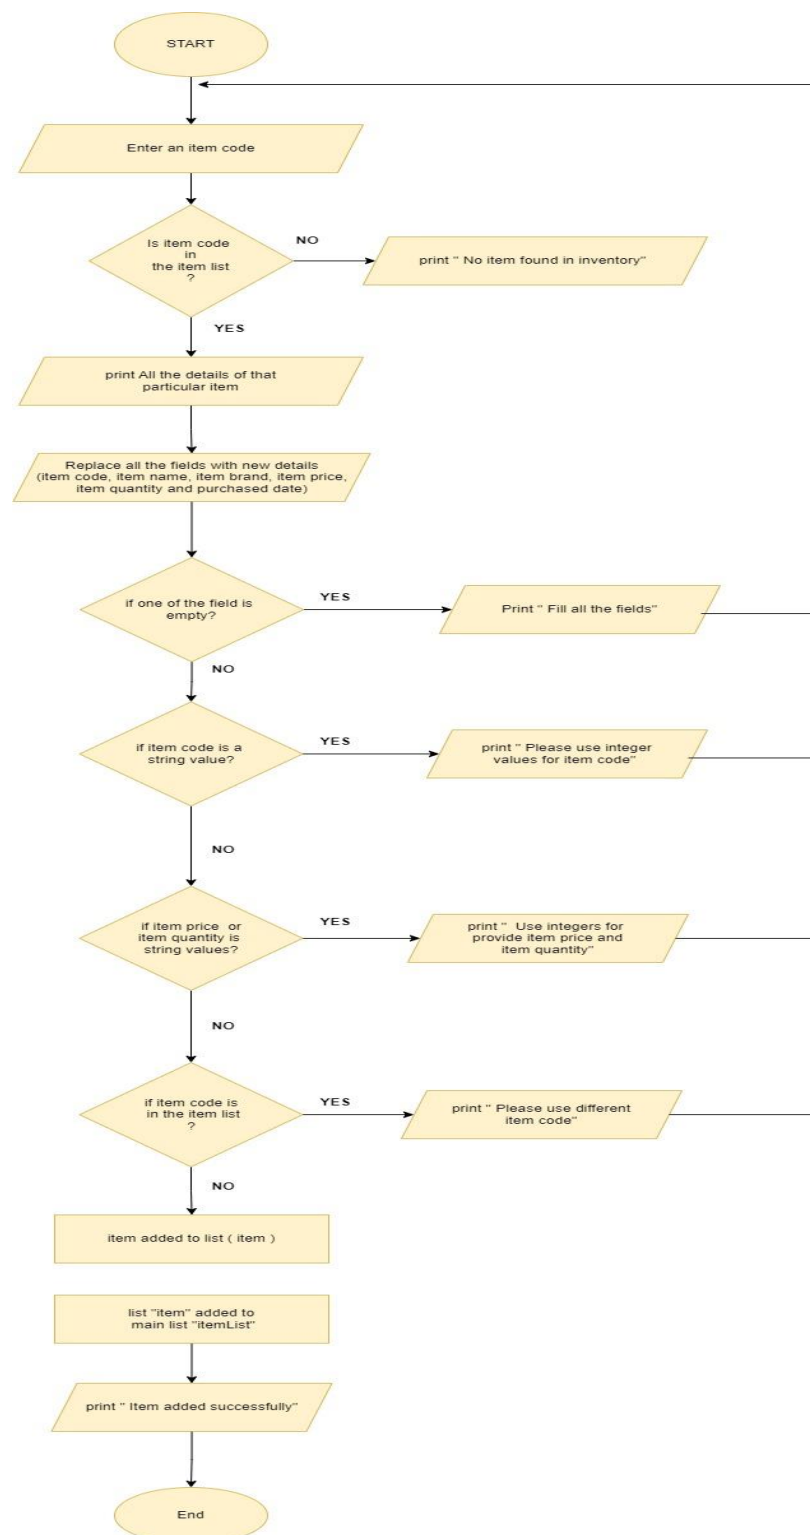 START
Enter an item code
Is item code
in
the item list
?
NO
print " No item found in inventory"
YES
print All the details of that
particular item
Replace all the fields with new details
(item code, item name, item brand, item price,
item quantity and purchased date)
if one of the field is
empty?
YES
Print " Fill all the fields"
NO
if item code is a
string value?
YES
print " Please use integer
values for item code"
NO
if item price or
item quantity is
string values?
YES
print " Use integers for
provide item price and
item quantity"
NO
if item code is
in the item list
?
YES
print " Please use different
item code"
NO
item added to list ( item )
list "item" added to
main list "itemList"
print " Item added successfully"
End